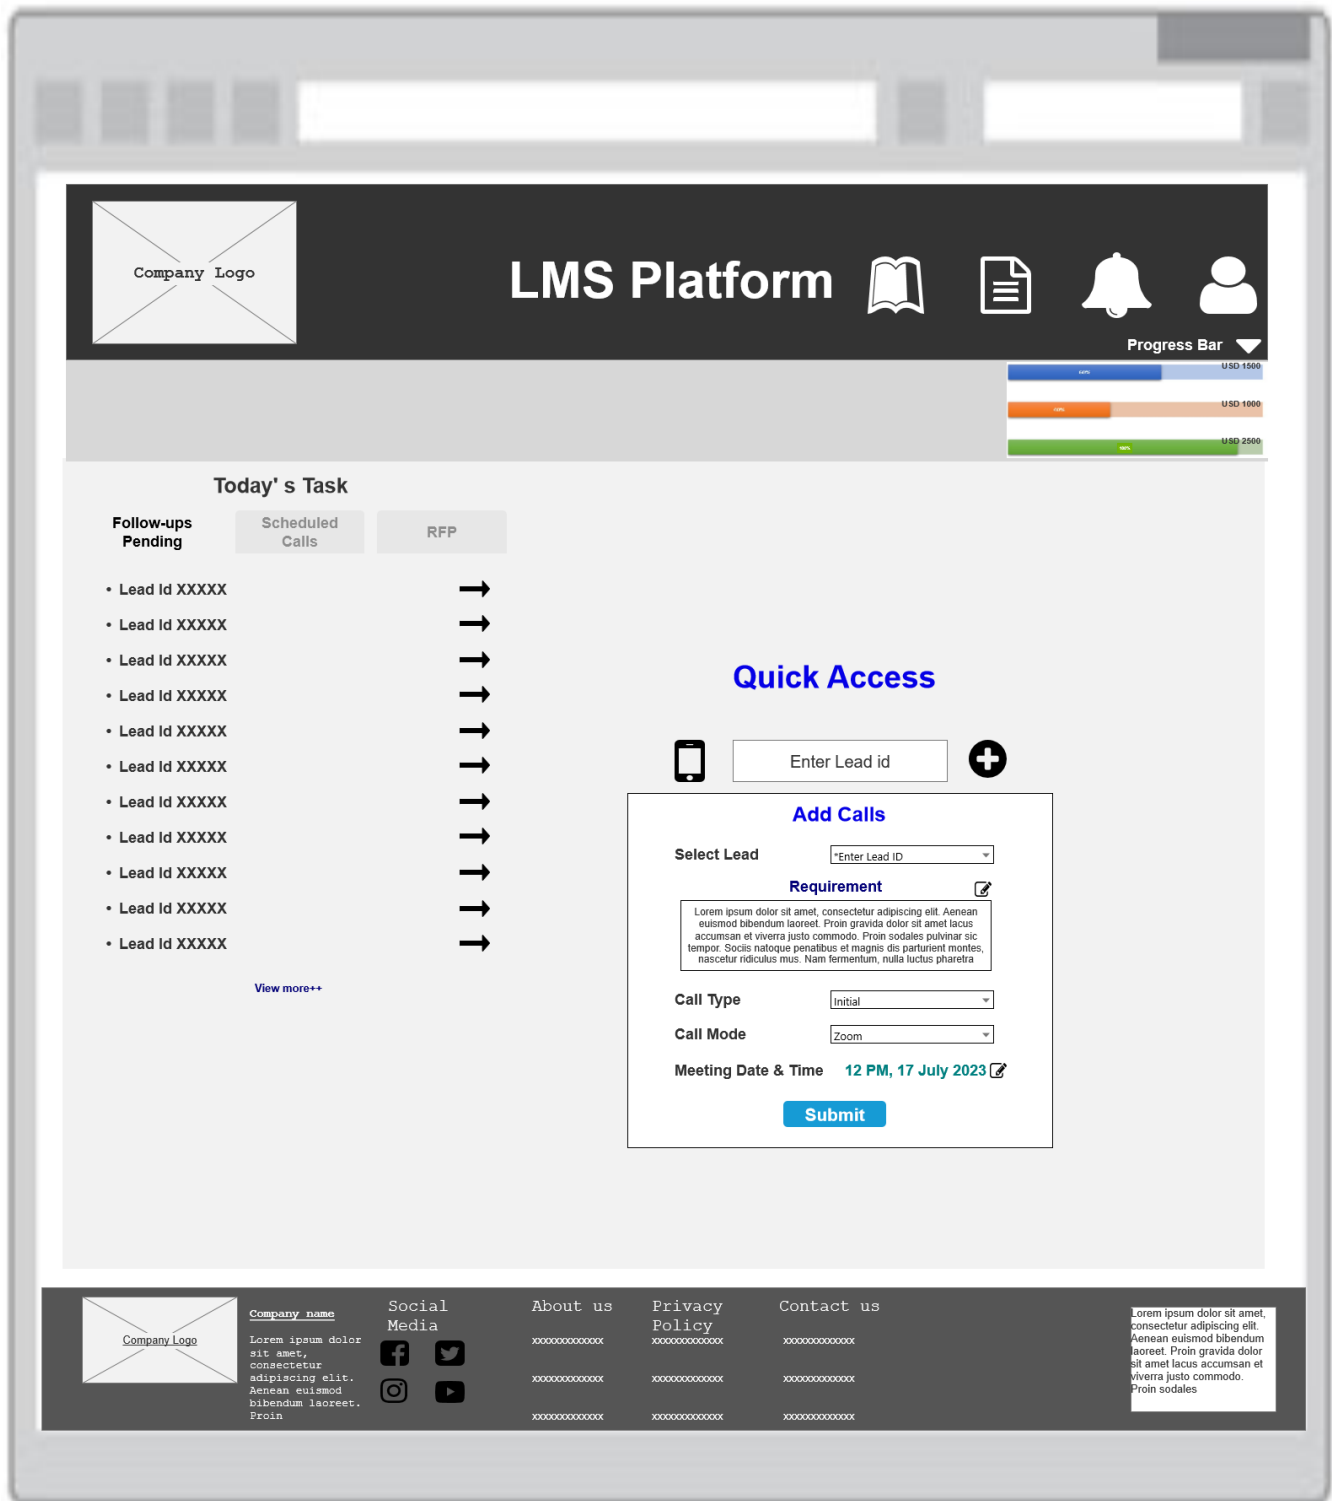 Company Logo
LMS Platform
Progress Bar
USD 1500
USD 1000
USD 2500
Today' s Task
Follow-ups
Pending
Scheduled
Calls
RFP
• Lead Id XXXXX
• Lead Id XXXXX
• Lead Id XXXXX
• Lead Id XXXXX
• Lead Id XXXXX
• Lead Id XXXXX
• Lead Id XXXXX
• Lead Id XXXXX
• Lead Id XXXXX
• Lead Id XXXXX
• Lead Id XXXXX
View more++
Quick Access
Enter Lead id
Add Calls
Select Lead
*Enter Lead ID
Requirement
Lorem ipsum dolor sit amet, consectetur adipiscing elit. Aenean
euismod bibendum laoreet. Proin gravida dolor sit amet lacus
accumsan et viverra justo commodo. Proin sodales pulvinar sic
tempor. Sociis natoque penatibus et magnis dis parturient montes,
nascetur ridiculus mus. Nam fermentum, nulla luctus pharetra
Call Type
Initial
Call Mode
Zoom
Meeting Date & Time
12 PM, 17 July 2023
Submit
Company Logo
Company name
Lorem ipsum dolor
sit amet,
consectetur
adipiscing elit.
Aenean euismod
bibendum laoreet.
Proin
Social
Media
About us
xxxxxxxxxxxxx
xxxxxxxxxxxxx
xxxxxxxxxxxxx
Privacy
Policy
xxxxxxxxxxxxx
xxxxxxxxxxxxx
xxxxxxxxxxxxx
Contact us
xxxxxxxxxxxxx
xxxxxxxxxxxxx
xxxxxxxxxxxxx
Lorem ipsum dolor sit amet,
consectetur adipiscing elit.
Aenean euismod bibendum
laoreet. Proin gravida dolor
sit amet lacus accumsan et
viverra justo commodo.
Proin sodales